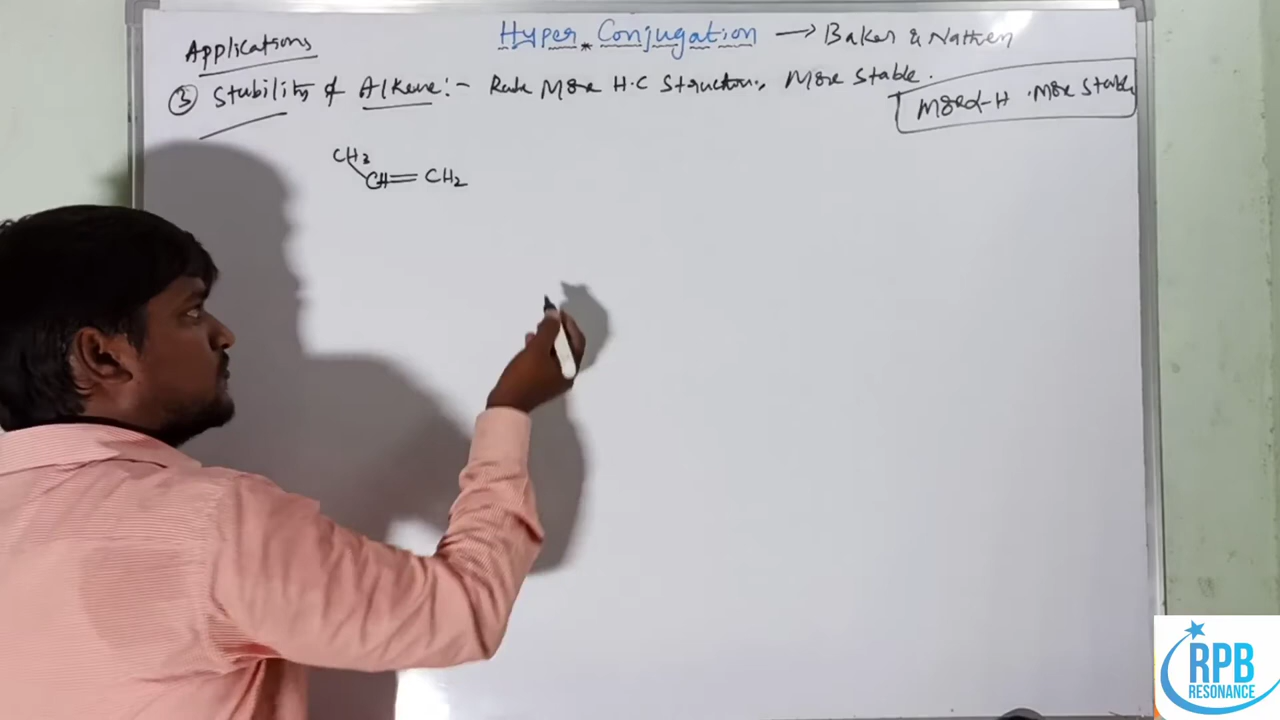 Applications
Hyper Conjugation → Baker & Nathen
③ Stability of Alkene :- Rule More H.C Structure, More Stable.
More α-H More Stable
CH3
CH=CH2
RPB
RESONANCE